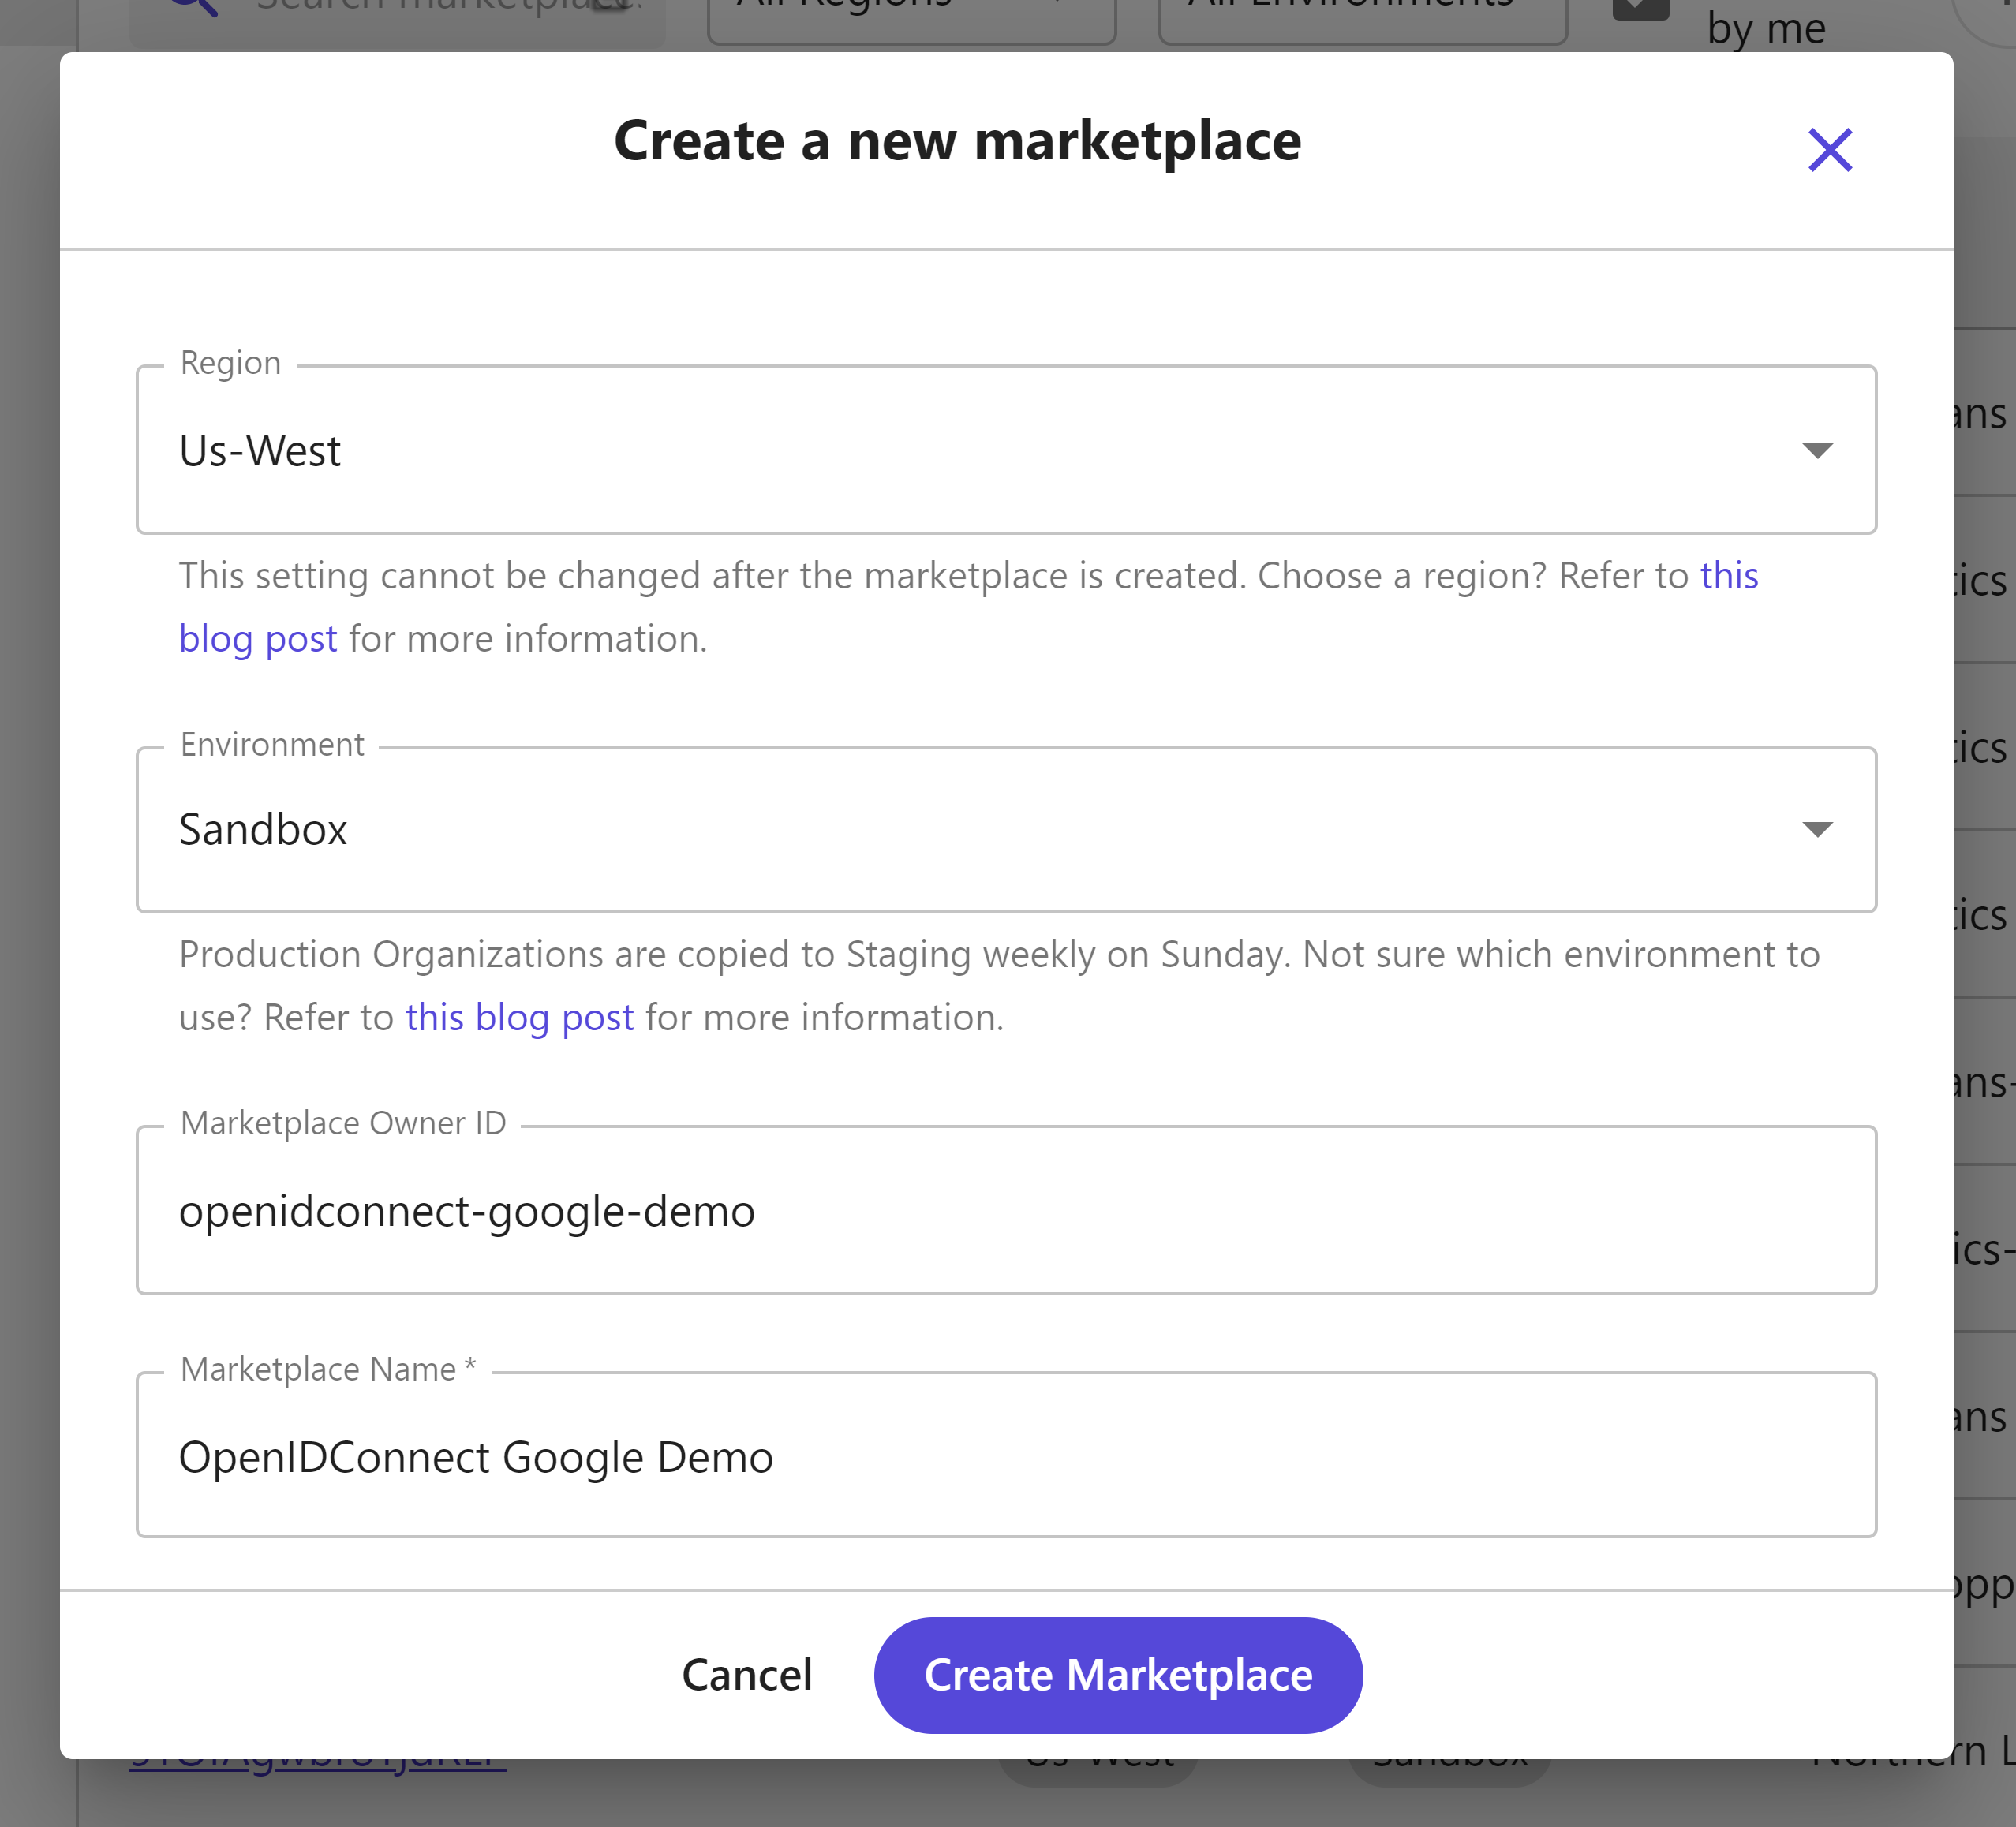 by me
Create a new marketplace
Region
Us-West
This setting cannot be changed after the marketplace is created. Choose a region? Refer to this
blog post for more information.
Environment
Sandbox
Production Organizations are copied to Staging weekly on Sunday. Not sure which environment to
use? Refer to this blog post for more information.
Marketplace Owner ID
openidconnect-google-demo
Marketplace Name *
OpenIDConnect Google Demo
Cancel
Create Marketplace